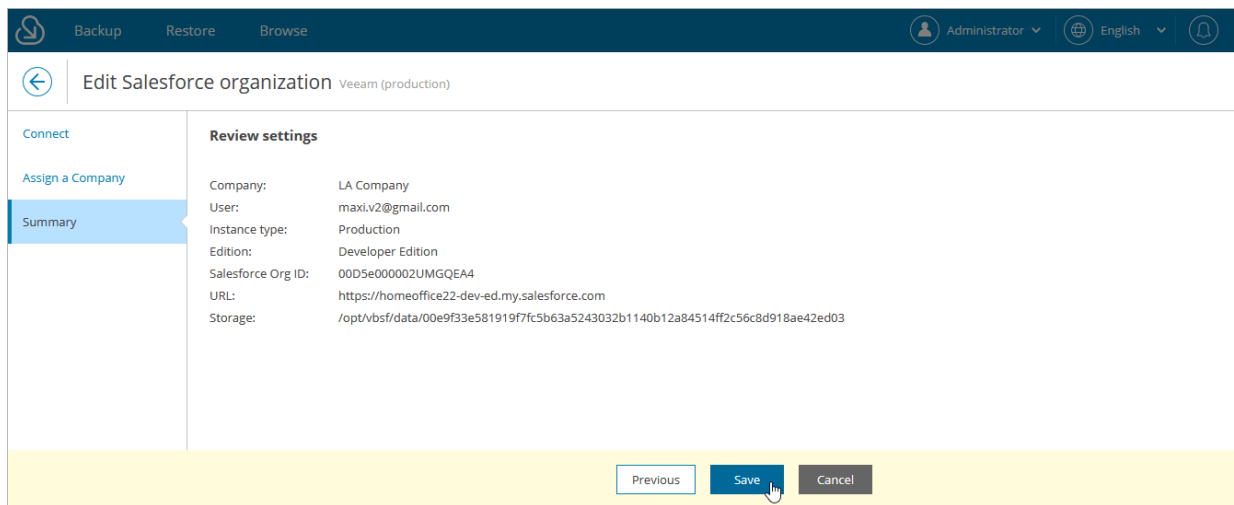 Backup Restore Browse Administrator English
Edit Salesforce organization Veeam (production)
Connect
Assign a Company
Summary
Review settings
Company: LA Company
User: maxi.v2@gmail.com
Instance type: Production
Edition: Developer Edition
Salesforce Org ID: 00D5e000002UMGQEA4
URL: https://homeoffice22-dev-ed.my.salesforce.com
Storage: /opt/vbsf/data/00e9f33e581919f7fc5b63a5243032b1140b12a84514ff2c56c8d918ae42ed03
Previous Save Cancel